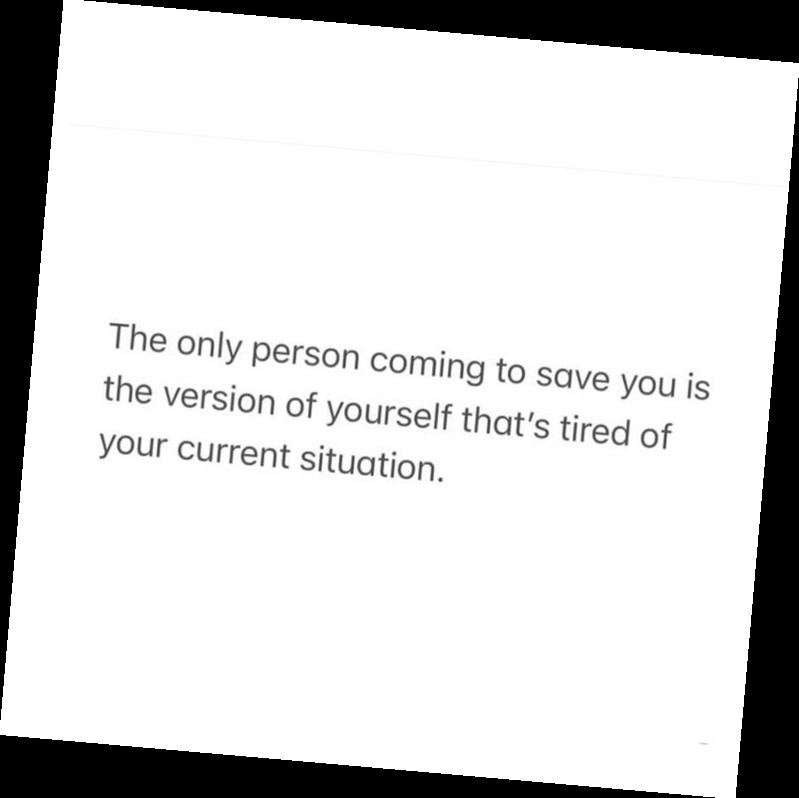 The only person coming to save you is
the version of yourself that’s tired of
your current situation.